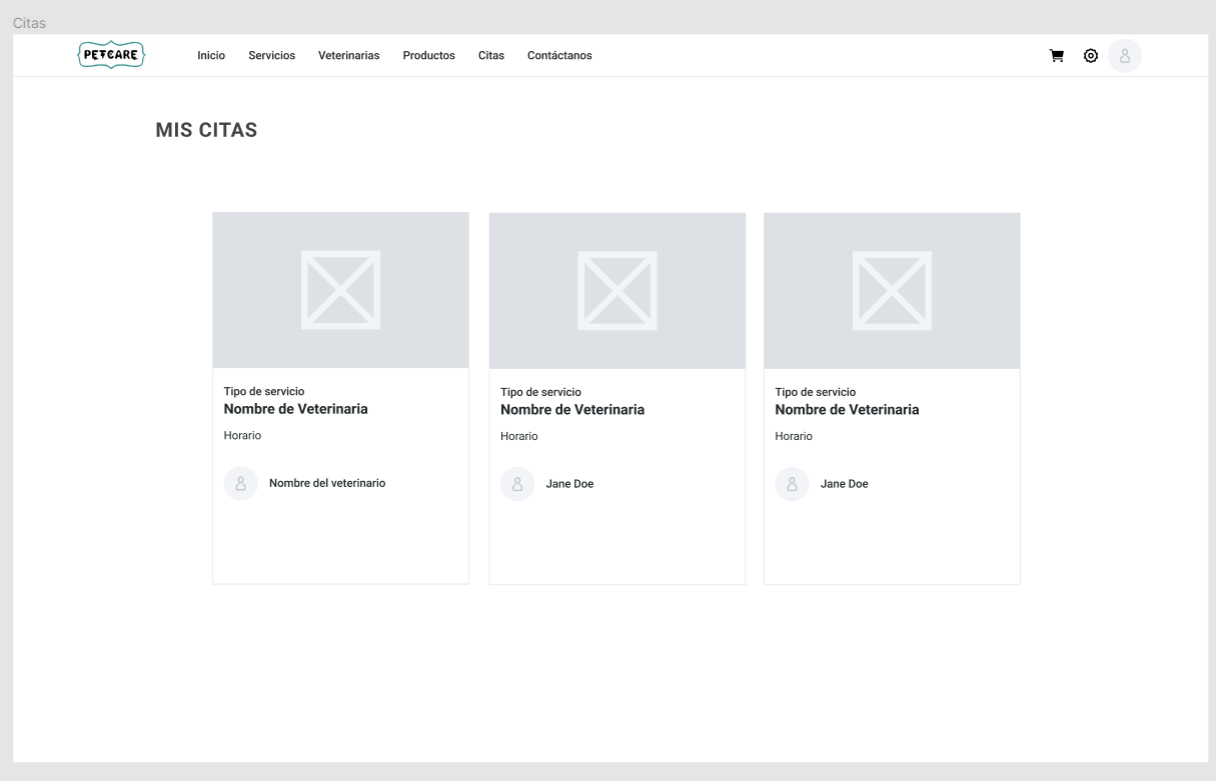 Citas
PETCARE
Inicio Servicios Veterinarias Productos Citas Contáctanos
MIS CITAS
Tipo de servicio
Nombre de Veterinaria
Horario
Nombre del veterinario
Tipo de servicio
Nombre de Veterinaria
Horario
Jane Doe
Tipo de servicio
Nombre de Veterinaria
Horario
Jane Doe